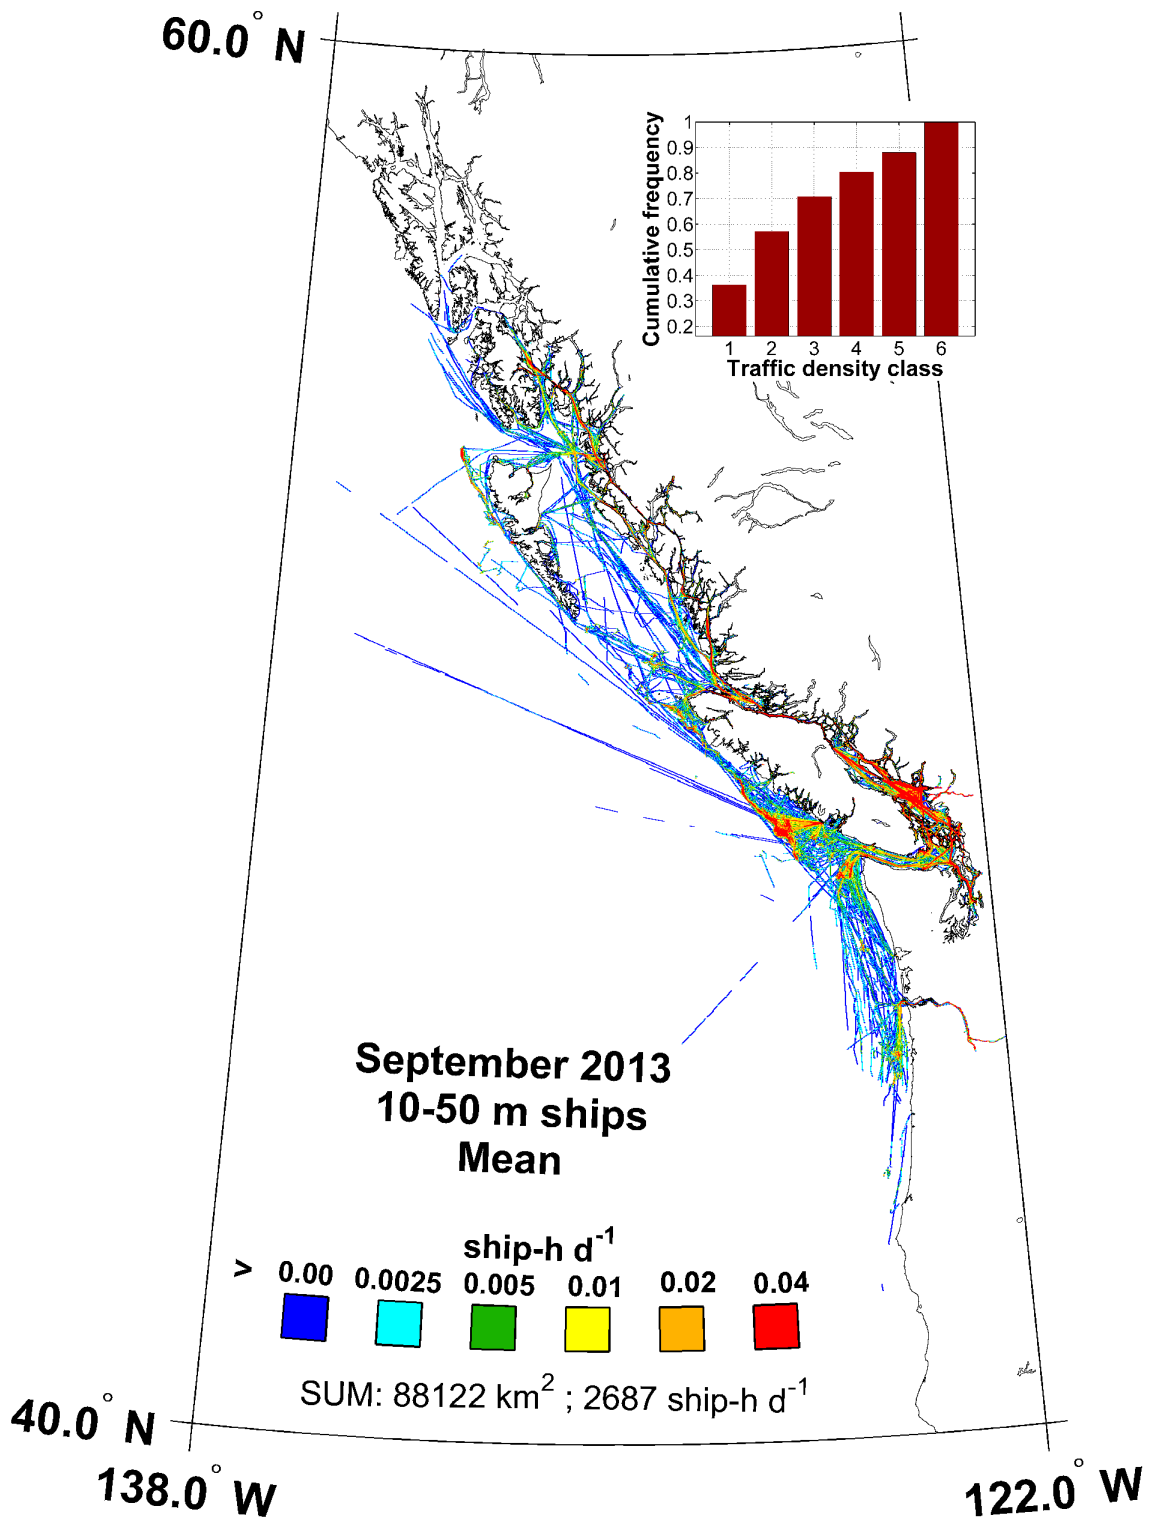 60.0° N
Cumulative frequency
1
0.9
0.8
0.7
0.6
0.5
0.4
0.3
0.2
1 2 3 4 5 6
Traffic density class
September 2013
10-50 m ships
Mean
ship-h d⁻¹
> 0.00 0.0025 0.005 0.01 0.02 0.04
SUM: 88122 km² ; 2687 ship-h d⁻¹
40.0° N
138.0° W
122.0° W